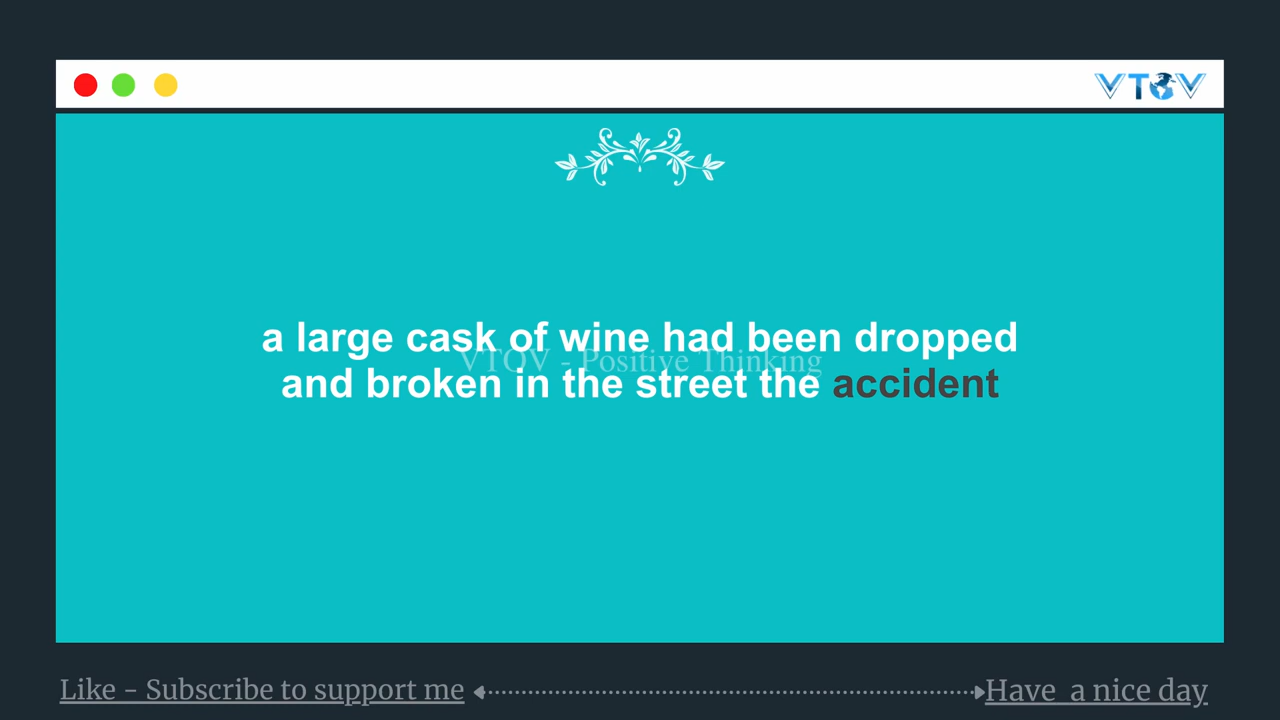 VTOV
a large cask of wine had been dropped
VTOV - Positive Thinking
and broken in the street the accident
Like - Subscribe to support me
Have a nice day